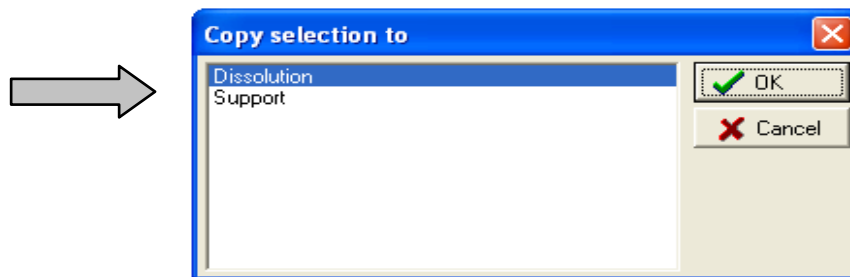 Copy selection to
Dissolution
OK
Support
Cancel